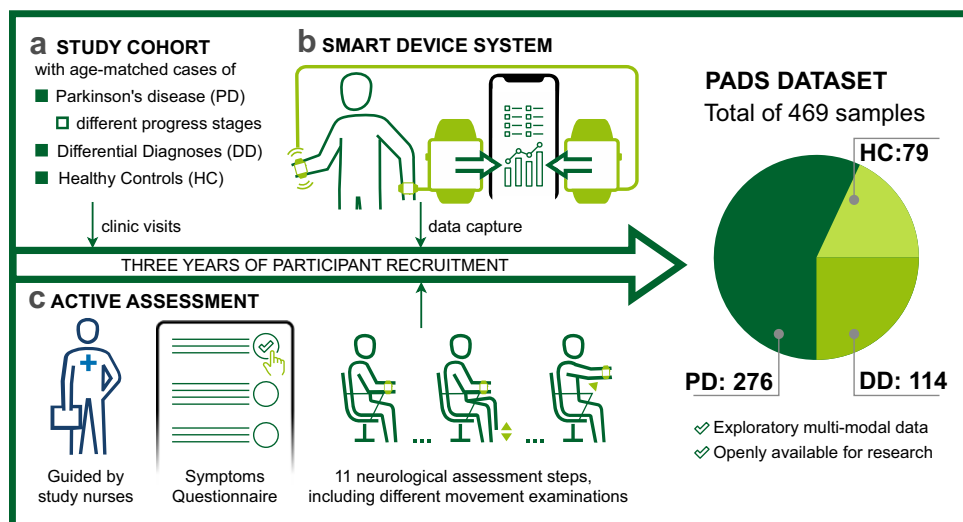 a STUDY COHORT
with age-matched cases of
Parkinson's disease (PD)
different progress stages
Differential Diagnoses (DD)
Healthy Controls (HC)
b SMART DEVICE SYSTEM
clinic visits
data capture
THREE YEARS OF PARTICIPANT RECRUITMENT
c ACTIVE ASSESSMENT
Guided by
study nurses
Symptoms
Questionnaire
... ...
11 neurological assessment steps,
including different movement examinations
PADS DATASET
Total of 469 samples
HC:79
PD: 276
DD: 114
Exploratory multi-modal data
Openly available for research